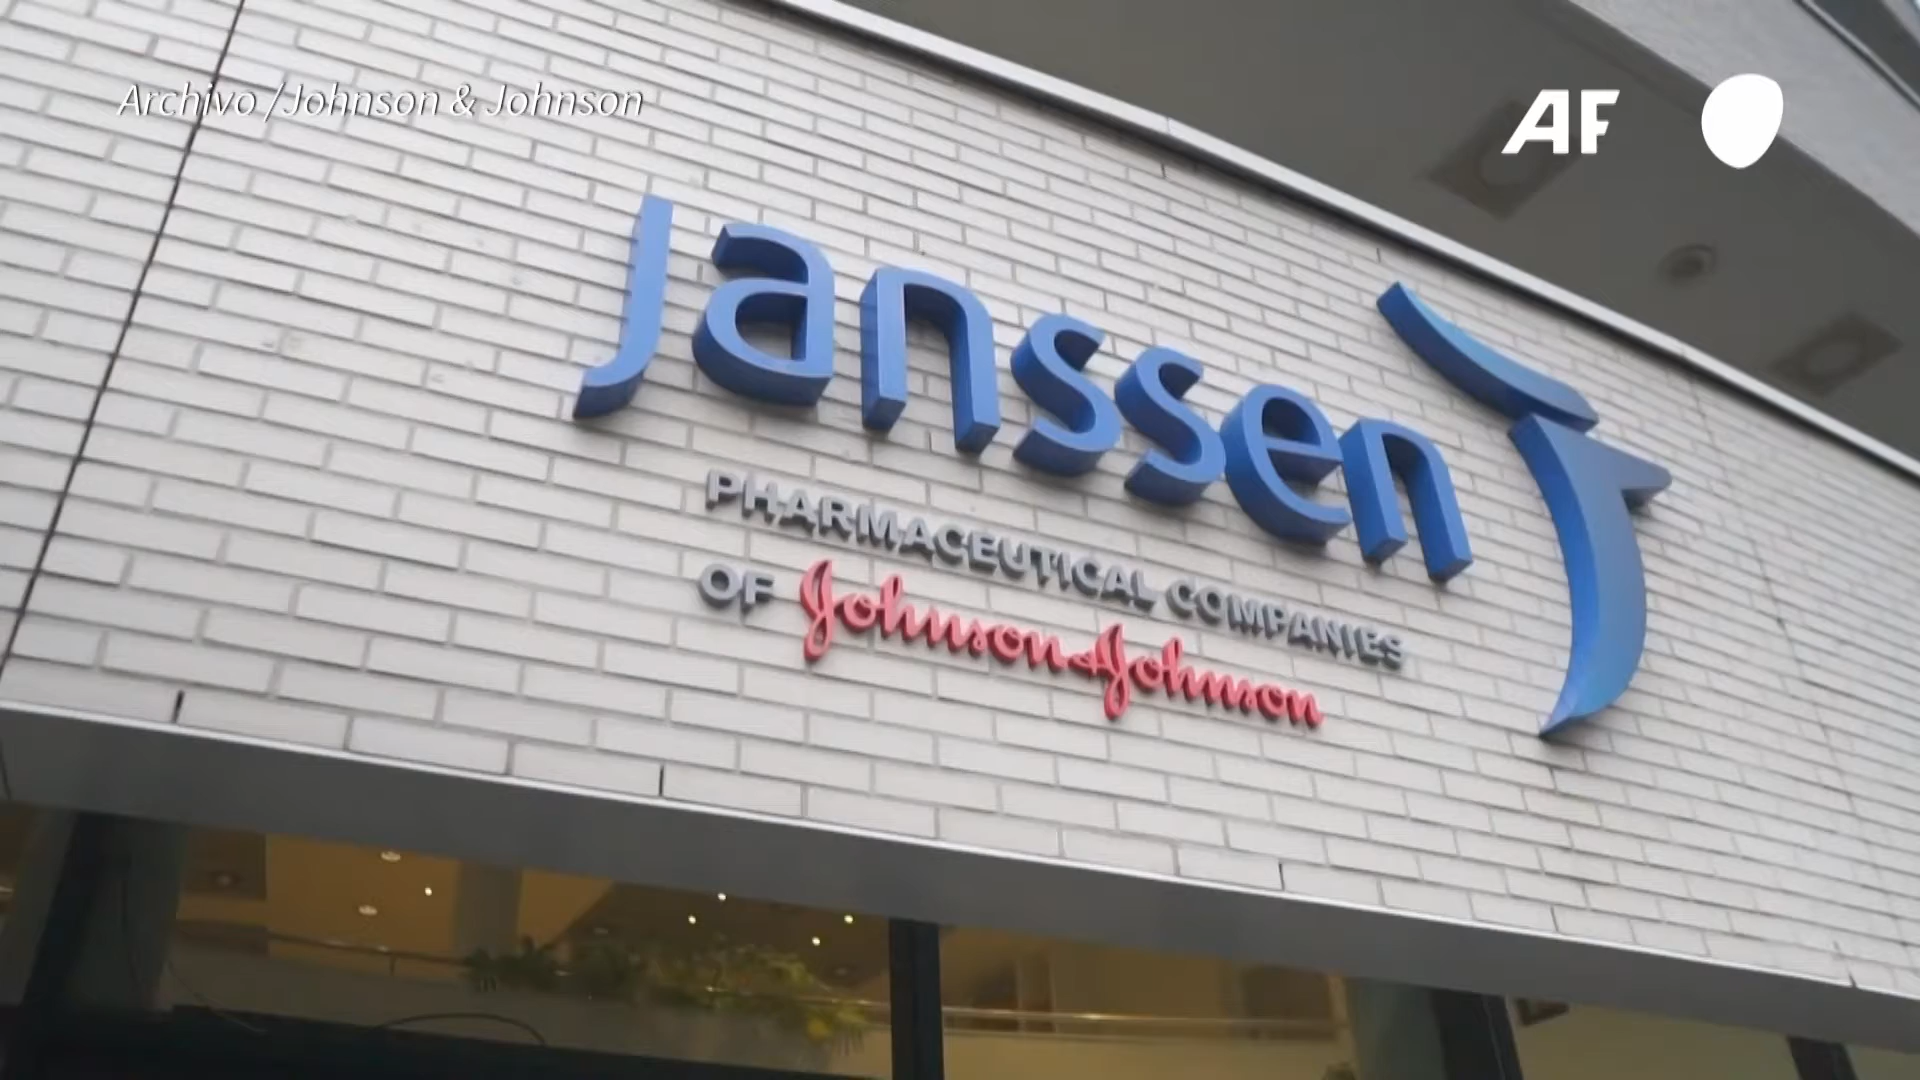 Archivo /Johnson & Johnson
AF
Janssen
PHARMACEUTICAL COMPANIES
OF Johnson&Johnson